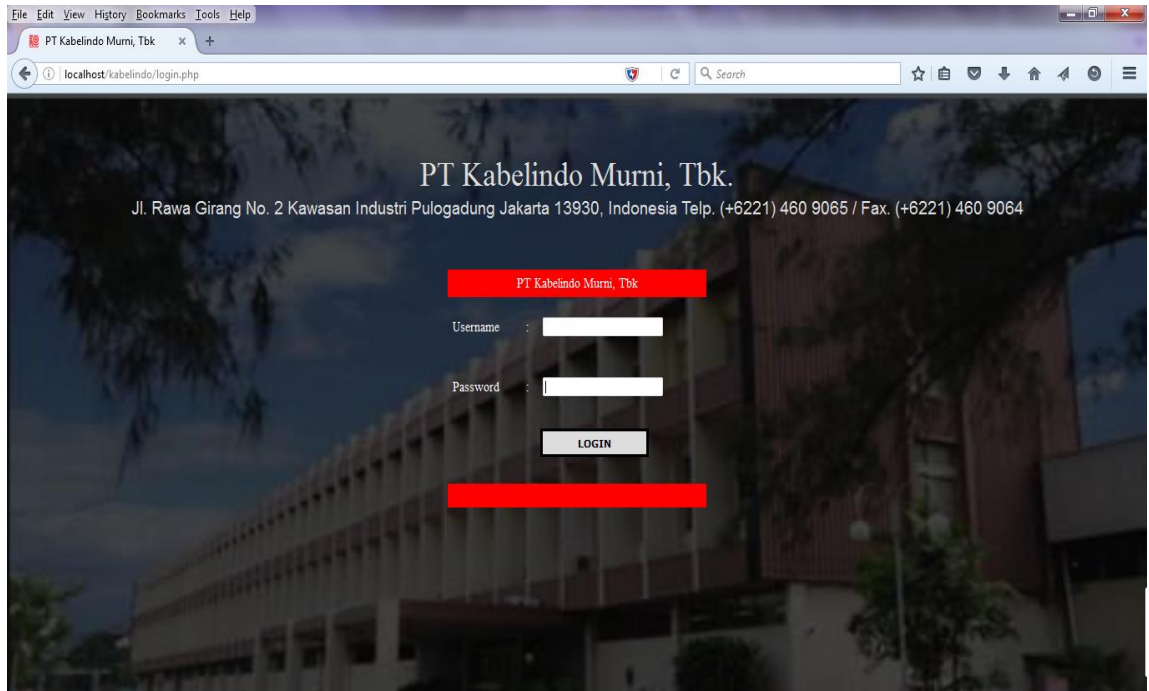 File Edit View History Bookmarks Tools Help
PT Kabelindo Murni, Tbk × +
localhost/kabelindo/login.php Search
PT Kabelindo Murni, Tbk.
Jl. Rawa Girang No. 2 Kawasan Industri Pulogadung Jakarta 13930, Indonesia Telp. (+6221) 460 9065 / Fax. (+6221) 460 9064
PT Kabelindo Murni, Tbk
Username :
Password :
LOGIN